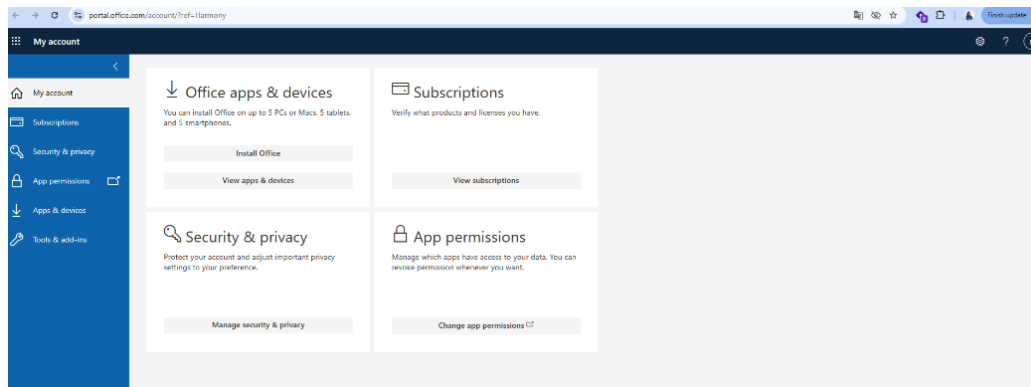 portal.office.com/account/?ref=Harmony
Finish update
My account
?
My account
Subscriptions
Security & privacy
App permissions
Apps & devices
Tools & add-ins
Office apps & devices
You can install Office on up to 5 PCs or Macs, 5 tablets,
and 5 smartphones.
Install Office
View apps & devices
Subscriptions
Verify what products and licenses you have.
View subscriptions
Security & privacy
Protect your account and adjust important privacy
settings to your preference.
Manage security & privacy
App permissions
Manage which apps have access to your data. You can
revoke permission whenever you want.
Change app permissions